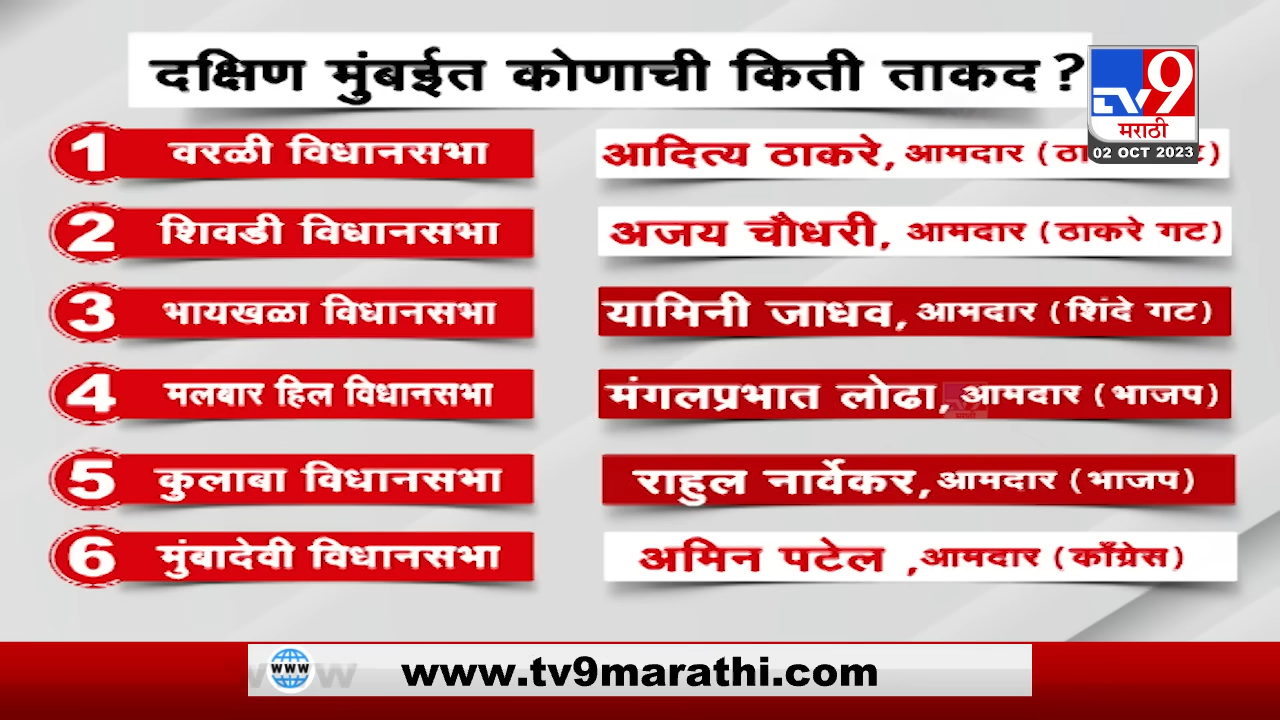 दक्षिण मुंबईत कोणाची किती ताकद ?
TV9
मराठी
02 OCT 2023
1 वरळी विधानसभा आदित्य ठाकरे, आमदार (
2 शिवडी विधानसभा अजय चौधरी, आमदार (ठाकरे गट)
3 भायखळा विधानसभा यामिनी जाधव, आमदार (शिंदे गट)
4 मलबार हिल विधानसभा मंगलप्रभात लोढा, आमदार (भाजप)
5 कुलाबा विधानसभा राहुल नार्वेकर, आमदार (भाजप)
6 मुंबादेवी विधानसभा अमिन पटेल ,आमदार (काँग्रेस)
www www.tv9marathi.com